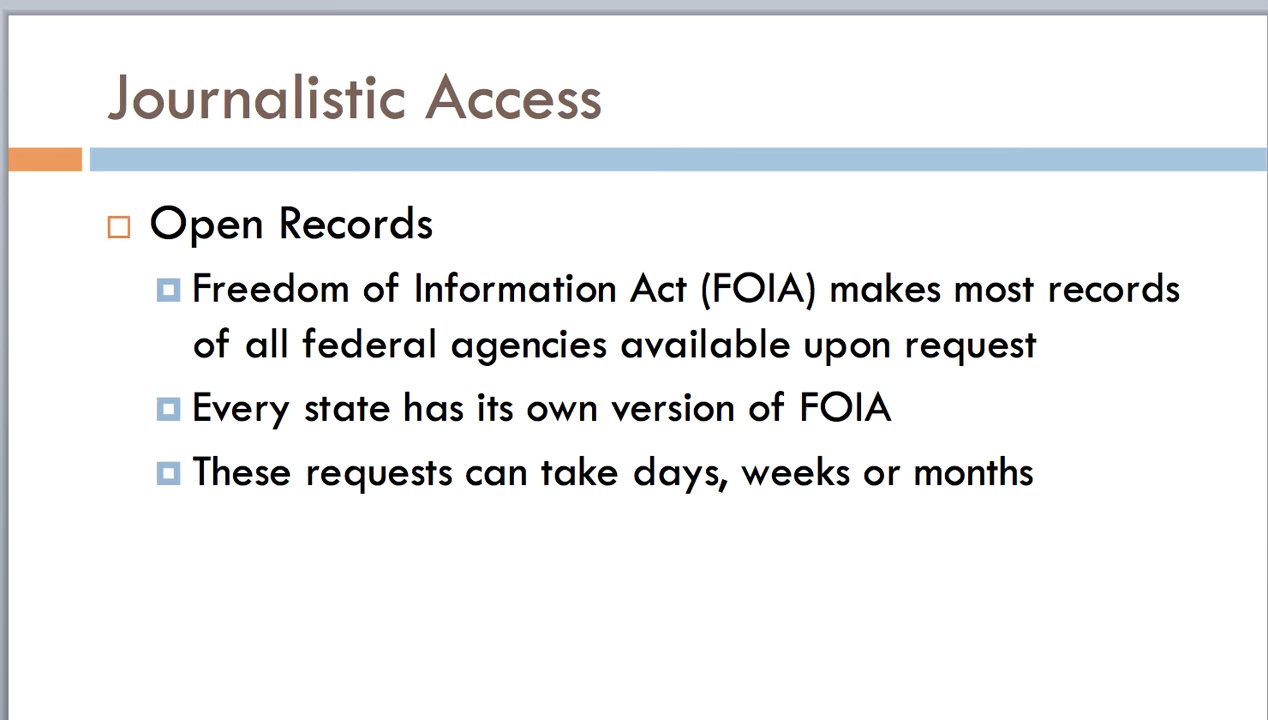 Journalistic Access
Open Records
Freedom of Information Act (FOIA) makes most records
of all federal agencies available upon request
Every state has its own version of FOIA
These requests can take days, weeks or months